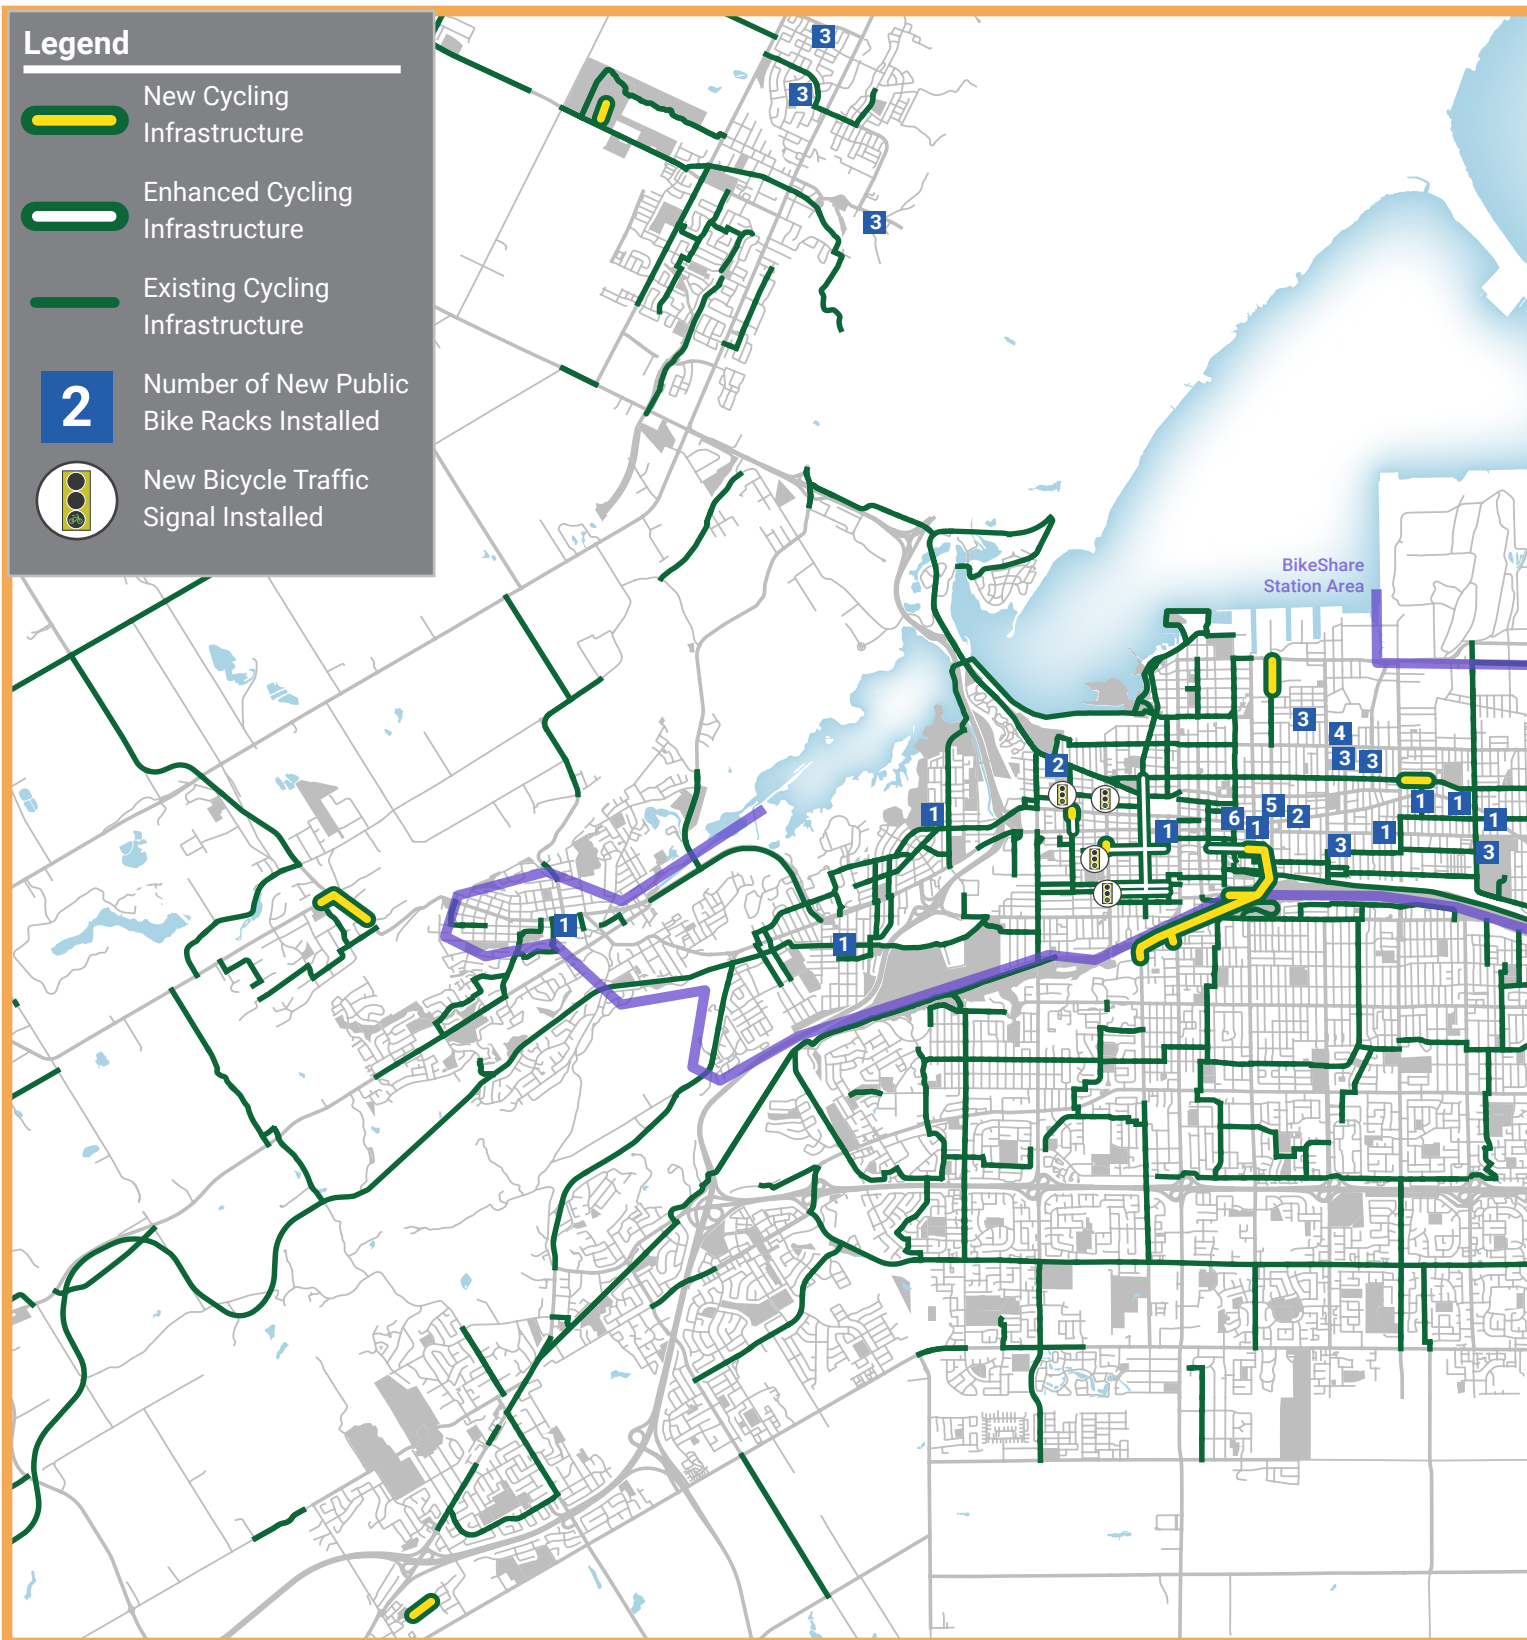 Legend
New Cycling
Infrastructure
Enhanced Cycling
Infrastructure
Existing Cycling
Infrastructure
2
Number of New Public
Bike Racks Installed
New Bicycle Traffic
Signal Installed
3
3
3
BikeShare
Station Area
3
4
3
3
2
1
1
1
5
2
6
1
1
1
1
3
3
1
1